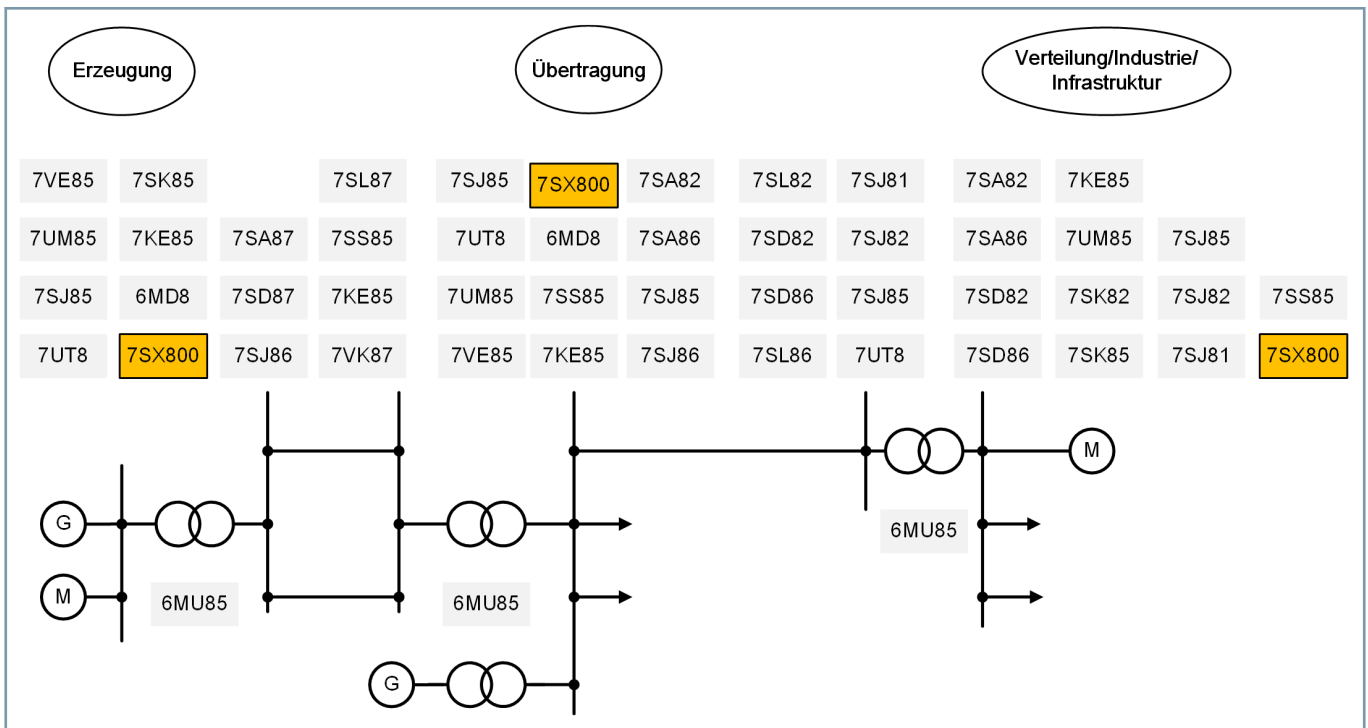 Erzeugung
Übertragung
Verteilung/Industrie/
Infrastruktur
7VE85 7SK85 7SL87 7SJ85 7SX800 7SA82 7SL82 7SJ81 7SA82 7KE85
7UM85 7KE85 7SA87 7SS85 7UT8 6MD8 7SA86 7SD82 7SJ82 7SA86 7UM85 7SJ85
7SJ85 6MD8 7SD87 7KE85 7UM85 7SS85 7SJ85 7SD86 7SJ85 7SD82 7SK82 7SJ82 7SS85
7UT8 7SX800 7SJ86 7VK87 7VE85 7KE85 7SJ86 7SL86 7UT8 7SD86 7SK85 7SJ81 7SX800
M
G
6MU85
M
6MU85
6MU85
G